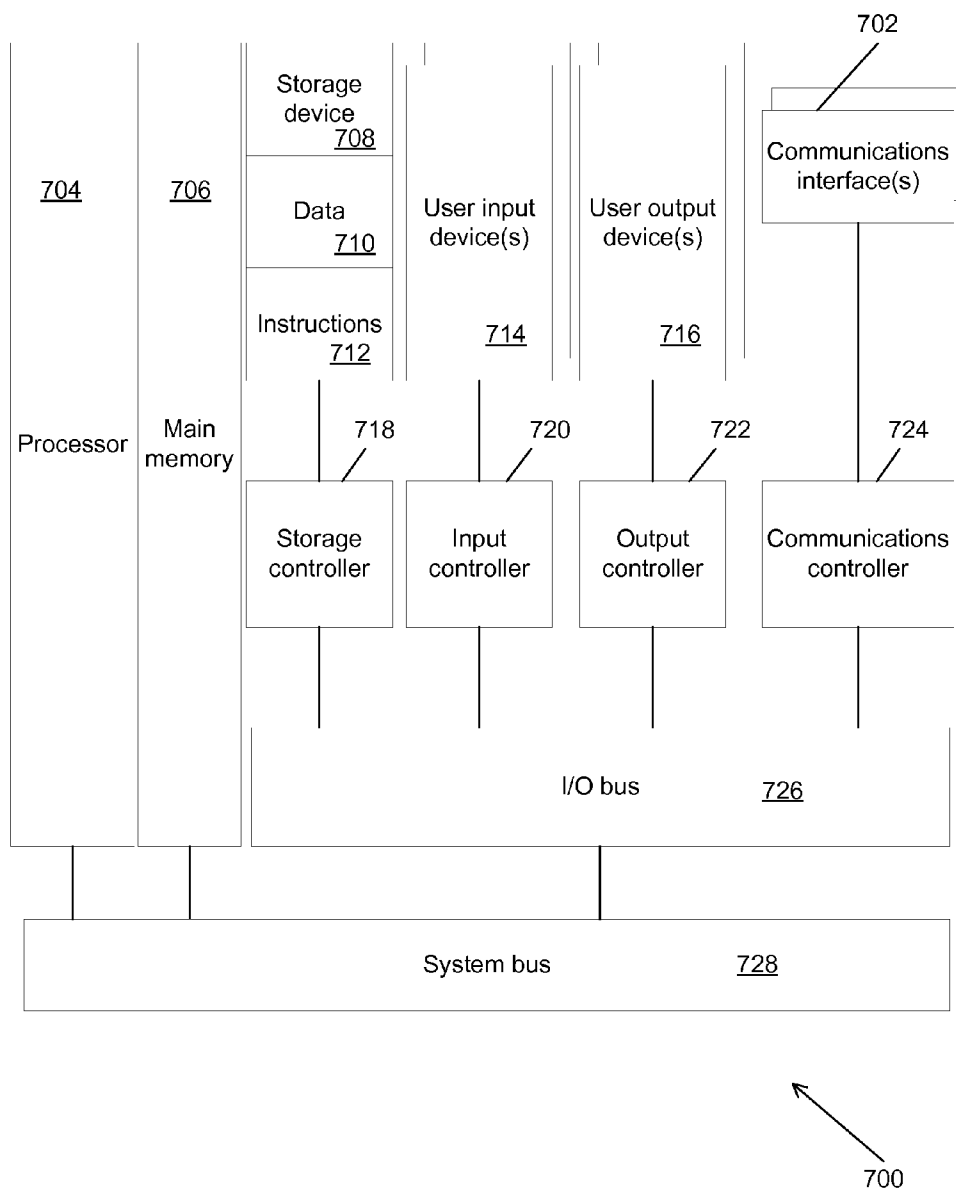 702
Storage
device
708
Communications
interface(s)
704
706
Data
710
User input
device(s)
User output
device(s)
Instructions
712
714
716
Processor
Main
memory
718
720
722
724
Storage
controller
Input
controller
Output
controller
Communications
controller
I/O bus
726
System bus
728
700